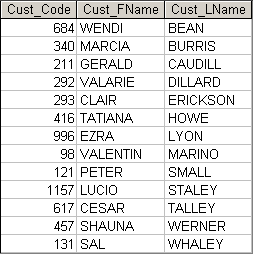 Cust_Code Cust_FName Cust_LName
684 WENDI BEAN
340 MARCIA BURRIS
211 GERALD CAUDILL
292 VALARIE DILLARD
293 CLAIR ERICKSON
416 TATIANA HOWE
996 EZRA LYON
98 VALENTIN MARINO
121 PETER SMALL
1157 LUCIO STALEY
617 CESAR TALLEY
457 SHAUNA WERNER
131 SAL WHALEY